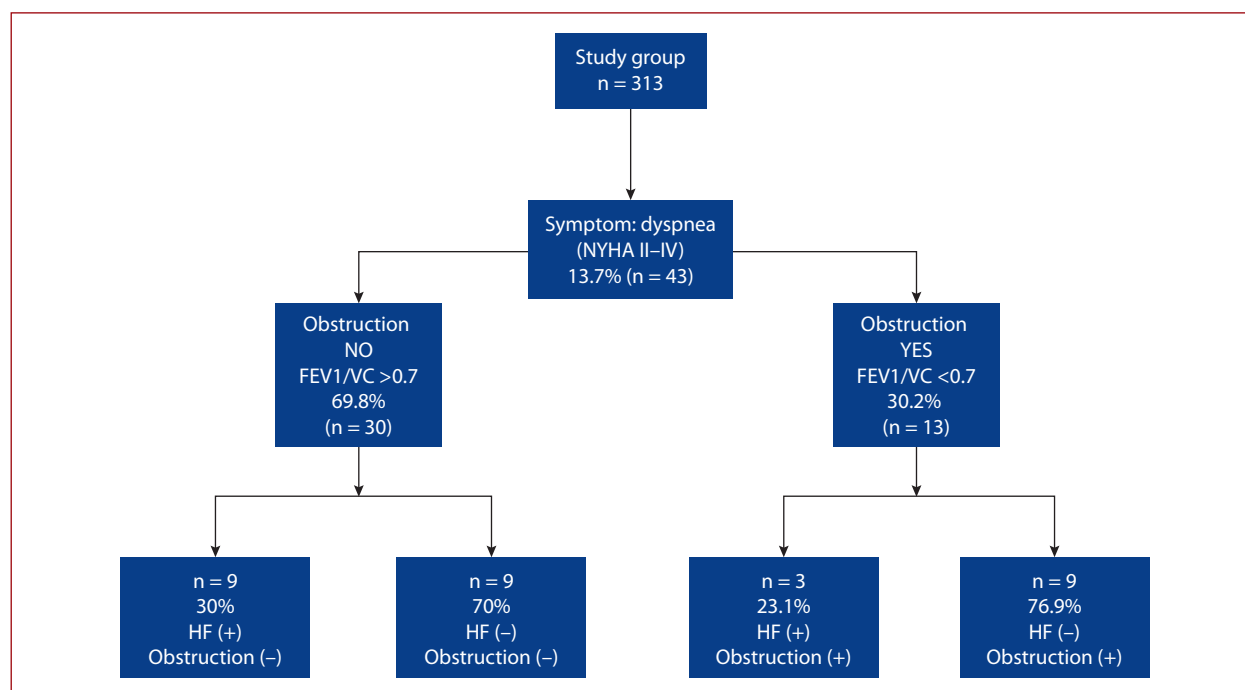 Study group
n = 313
Symptom: dyspnea
(NYHA II–IV)
13.7% (n = 43)
Obstruction
NO
FEV1/VC >0.7
69.8%
(n = 30)
Obstruction
YES
FEV1/VC <0.7
30.2%
(n = 13)
n = 9
30%
HF (+)
Obstruction (–)
n = 9
70%
HF (–)
Obstruction (–)
n = 3
23.1%
HF (+)
Obstruction (+)
n = 9
76.9%
HF (–)
Obstruction (+)